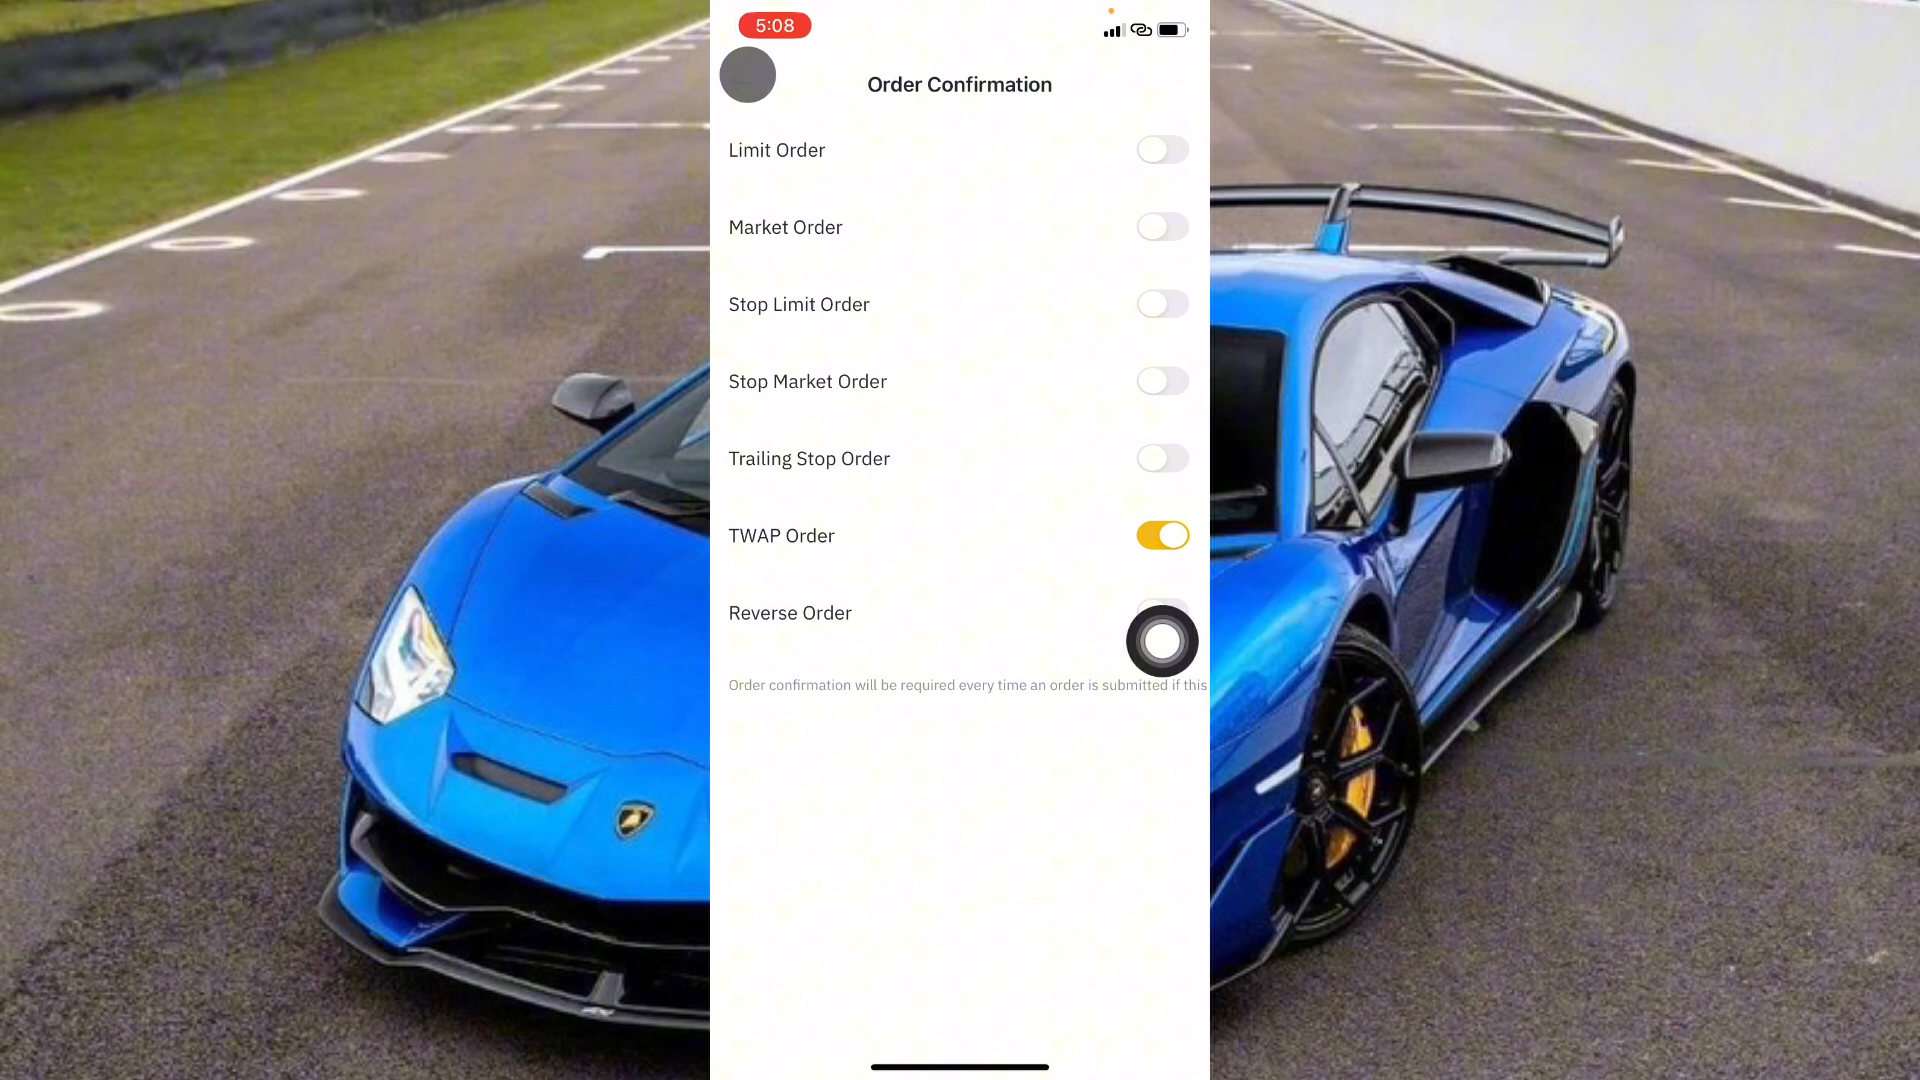 5:08
Order Confirmation
Limit Order
Market Order
Stop Limit Order
Stop Market Order
Trailing Stop Order
TWAP Order
Reverse Order
Order confirmation will be required every time an order is submitted if this